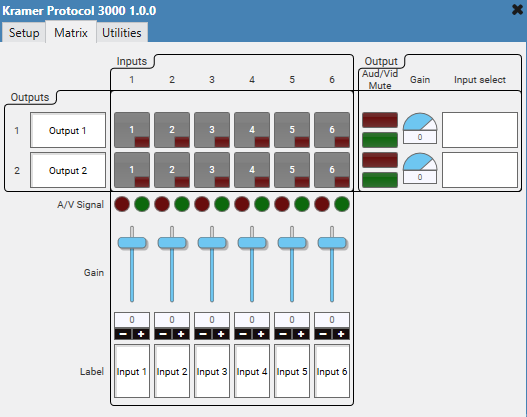 Kramer Protocol 3000 1.0.0
Setup Matrix Utilities
Inputs Output
1 2 3 4 5 6 Aud/Vid Mute Gain Input select
Outputs
1 Output 1 1 2 3 4 5 6 0
2 Output 2 1 2 3 4 5 6 0
A/V Signal
Gain
0 0 0 0 0 0
− + − + − + − + − + − +
Label Input 1 Input 2 Input 3 Input 4 Input 5 Input 6